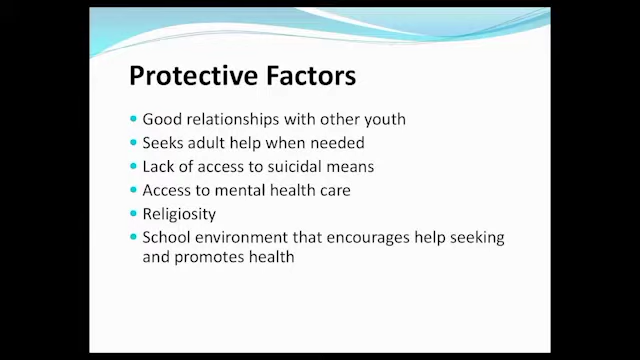 Protective Factors
Good relationships with other youth
Seeks adult help when needed
Lack of access to suicidal means
Access to mental health care
Religiosity
School environment that encourages help seeking
and promotes health